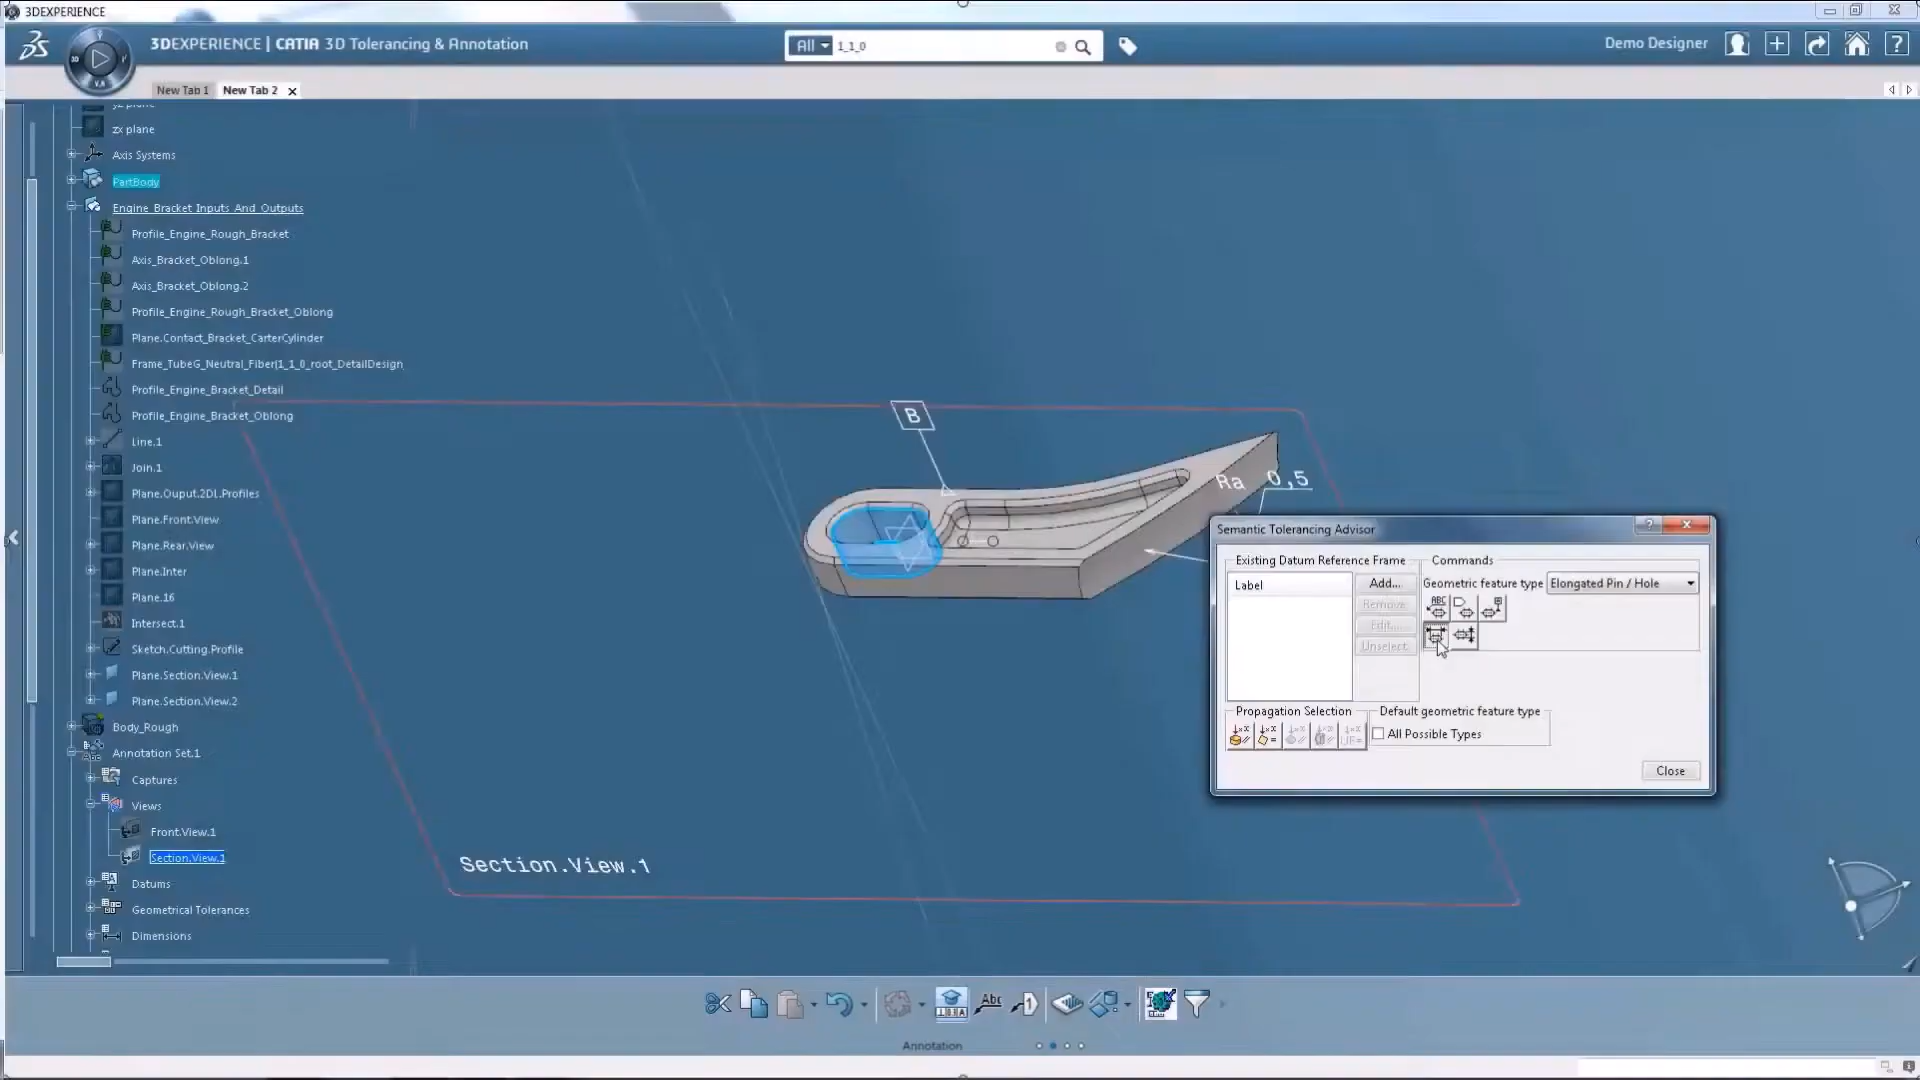 3DEXPERIENCE
3DEXPERIENCE | CATIA 3D Tolerancing & Annotation
All
1_1_0
Demo Designer
New Tab 1
New Tab 2
yz plane
zx plane
Axis Systems
PartBody
Engine_Bracket_Inputs_And_Outputs
Profile_Engine_Rough_Bracket
Axis_Bracket_Oblong.1
Axis_Bracket_Oblong.2
Profile_Engine_Rough_Bracket_Oblong
Plane.Contact_Bracket_CarterCylinder
Frame_TubeG_Neutral_Fiber|1_1_0_root_DetailDesign
Profile_Engine_Bracket_Detail
Profile_Engine_Bracket_Oblong
Line.1
Join.1
Plane.Ouput.2DL.Profiles
Plane.Front.View
Plane.Rear.View
Plane.Inter
Plane.16
Intersect.1
Sketch.Cutting.Profile
Plane.Section.View.1
Plane.Section.View.2
Body_Rough
Annotation Set.1
Captures
Views
Front.View.1
Section.View.1
Datums
Geometrical Tolerances
Dimensions
B
Ra 0,5
Section.View.1
Semantic Tolerancing Advisor
Existing Datum Reference Frame
Label
Add...
Remove
Edit...
Unselect
Commands
Geometric feature type
Elongated Pin / Hole
ABC
Propagation Selection
Default geometric feature type
All Possible Types
Close
Abc
1
Annotation